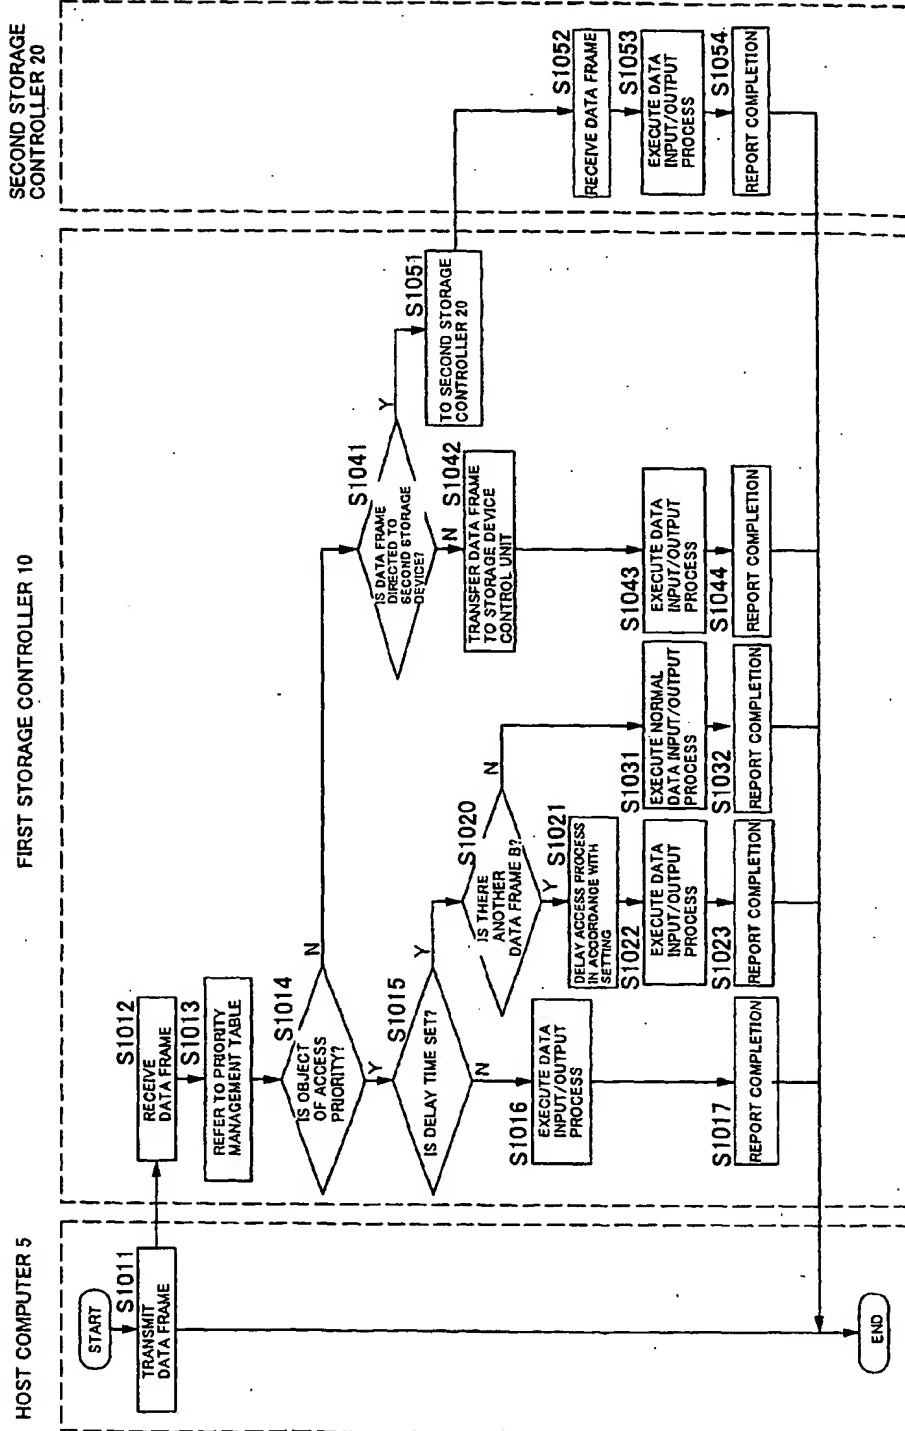 HOST COMPUTER 5
FIRST STORAGE CONTROLLER 10
SECOND STORAGE
CONTROLLER 20
START
S1011
TRANSMIT
DATA FRAME
S1012
RECEIVE
DATA FRAME
S1013
REFER TO PRIORITY
MANAGEMENT TABLE
S1014
IS OBJECT
OF ACCESS
PRIORITY?
N
Y
S1015
IS DELAY TIME SET?
Y
N
S1016
EXECUTE DATA
INPUT/OUTPUT
PROCESS
S1017
REPORT COMPLETION
S1020
IS THERE
ANOTHER
DATA FRAME B?
N
Y
S1021
DELAY ACCESS PROCESS
IN ACCORDANCE WITH
SETTING
S1022
EXECUTE DATA
INPUT/OUTPUT
PROCESS
S1023
REPORT COMPLETION
S1031
EXECUTE NORMAL
DATA INPUT/OUTPUT
PROCESS
S1032
REPORT COMPLETION
S1041
IS DATA FRAME
DIRECTED TO
SECOND STORAGE
DEVICE?
Y
N
S1042
TRANSFER DATA FRAME
TO STORAGE DEVICE
CONTROL UNIT
S1043
EXECUTE DATA
INPUT/OUTPUT
PROCESS
S1044
REPORT COMPLETION
S1051
TO SECOND STORAGE
CONTROLLER 20
S1052
RECEIVE DATA FRAME
S1053
EXECUTE DATA
INPUT/OUTPUT
PROCESS
S1054
REPORT COMPLETION
END